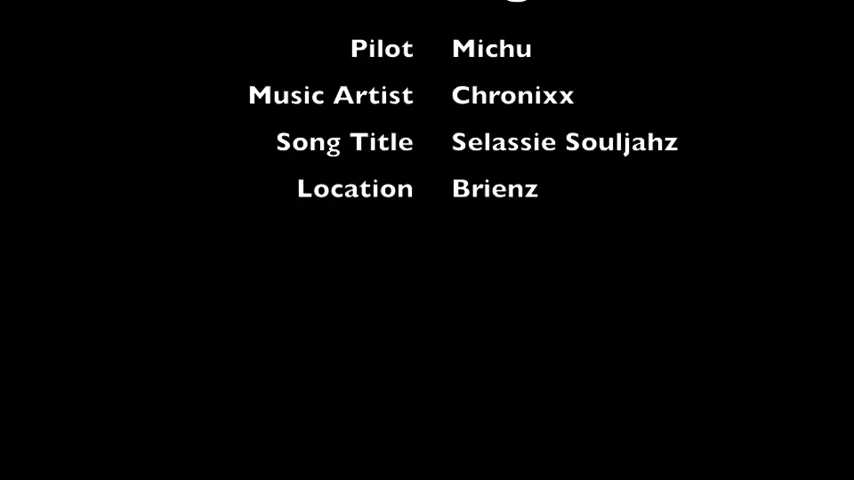 Pilot Michu
Music Artist Chronixx
Song Title Selassie Souljahz
Location Brienz